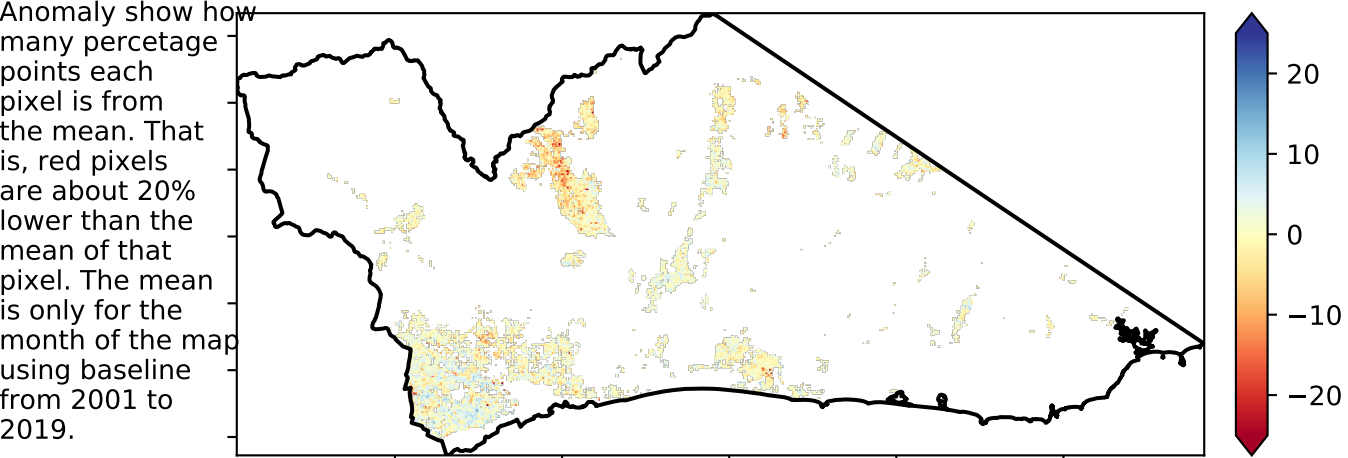 Anomaly show how
many percetage
points each
pixel is from
the mean. That
is, red pixels
are about 20%
lower than the
mean of that
pixel. The mean
is only for the
month of the map
using baseline
from 2001 to
2019.
20
10
0
−10
−20